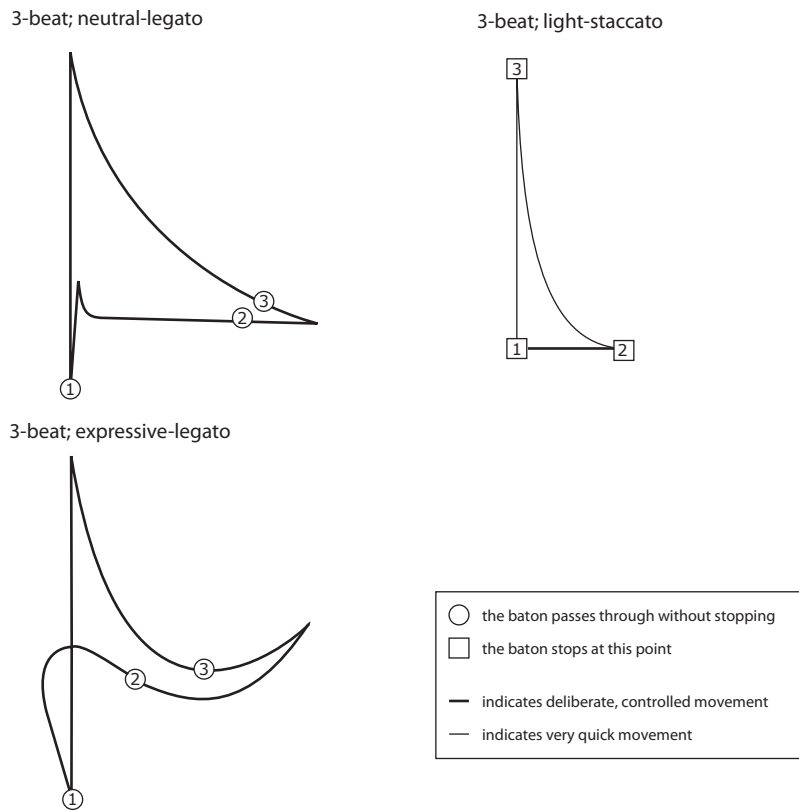 3-beat; neutral-legato
3-beat; light-staccato
3
3
2
1
1
2
3-beat; expressive-legato
3
2
1
the baton passes through without stopping
the baton stops at this point
indicates deliberate, controlled movement
indicates very quick movement